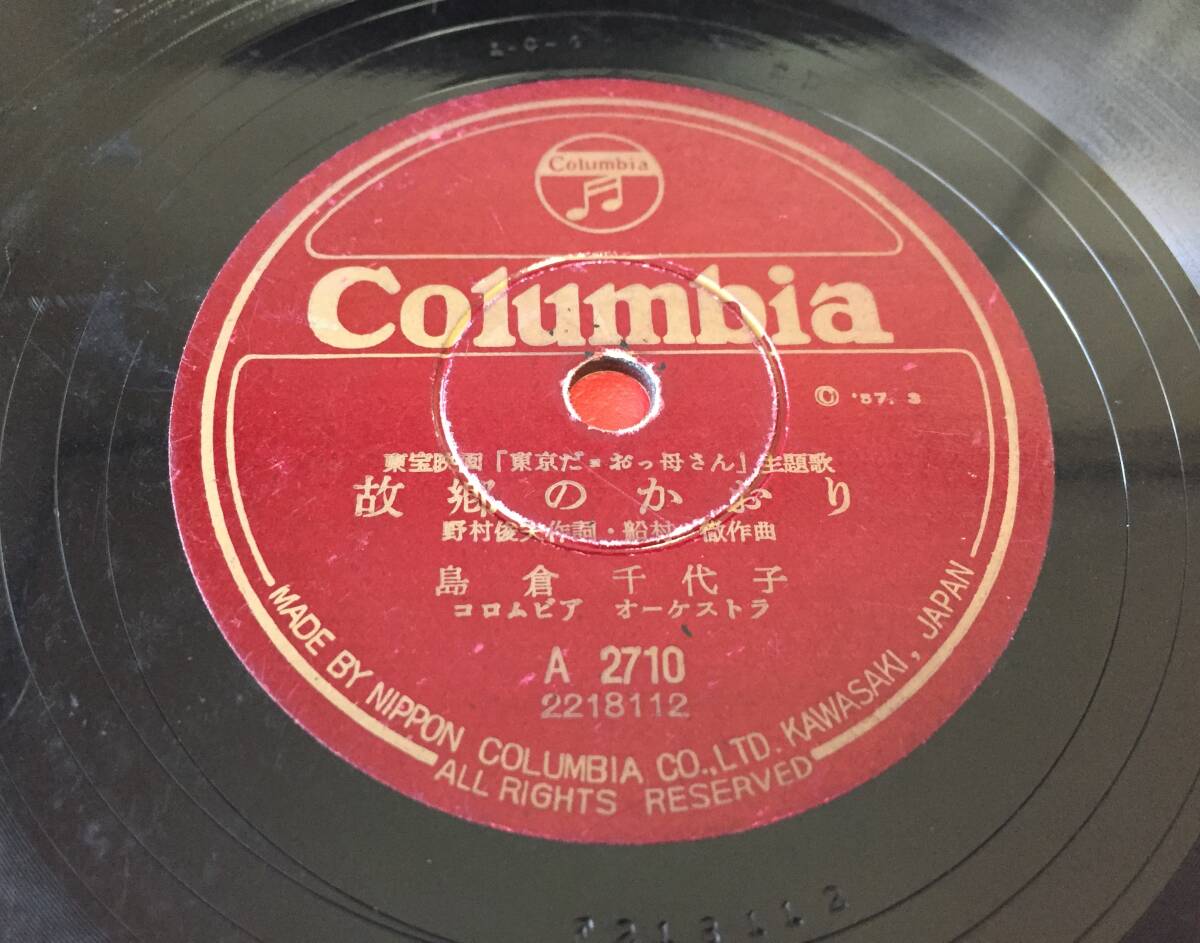 Columbia
Columbia
© '57. 3
東宝映画「東京だョおっ母さん」主題歌
故郷のかおり
野村俊夫作詞・船村 徹作曲
島倉千代子
コロムビア オーケストラ
A 2710
2218112
MADE BY NIPPON COLUMBIA CO., LTD. KAWASAKI, JAPAN
ALL RIGHTS RESERVED